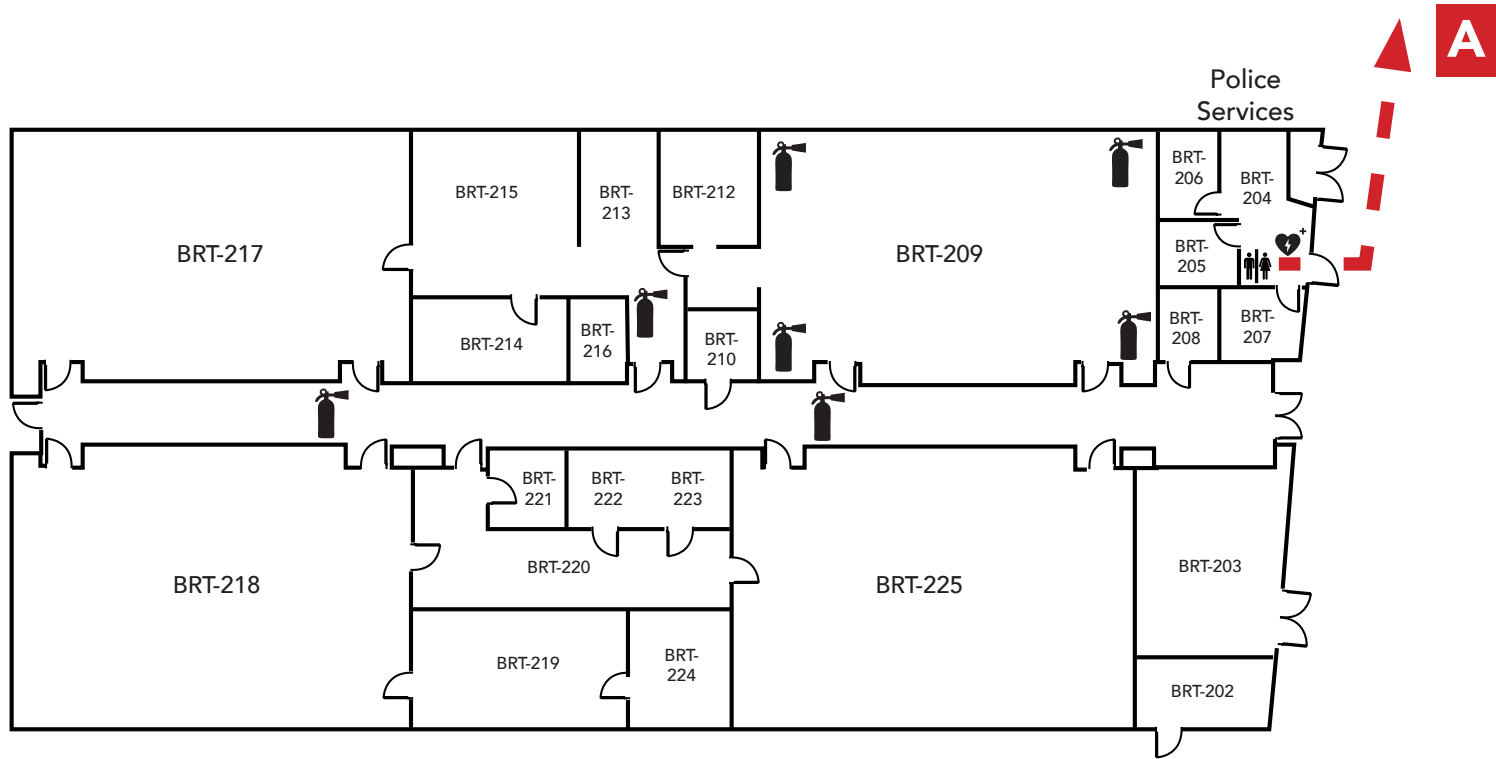 A
Police
Services
BRT-217
BRT-215
BRT-
213
BRT-212
BRT-209
BRT-
206
BRT-
204
BRT-
205
BRT-214
BRT-
216
BRT-
210
BRT-
208
BRT-
207
BRT-218
BRT-
221
BRT-
222
BRT-
223
BRT-220
BRT-225
BRT-203
BRT-219
BRT-
224
BRT-202